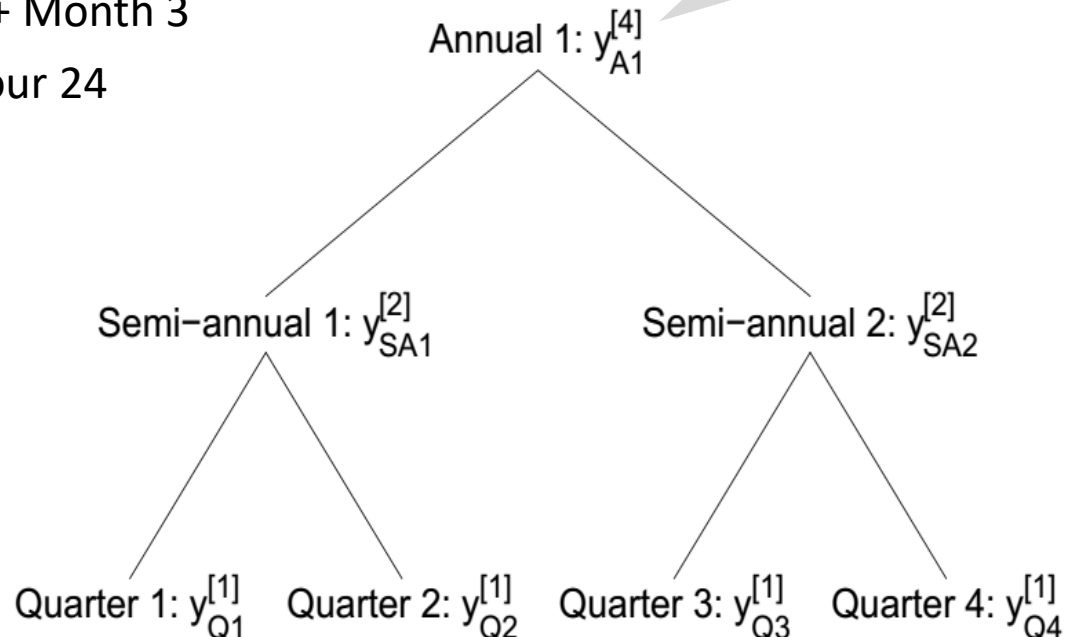 + Month 3
our 24
Annual 1: y[4]A1
Semi−annual 1: y[2]SA1 Semi−annual 2: y[2]SA2
Quarter 1: y[1]Q1 Quarter 2: y[1]Q2 Quarter 3: y[1]Q3 Quarter 4: y[1]Q4